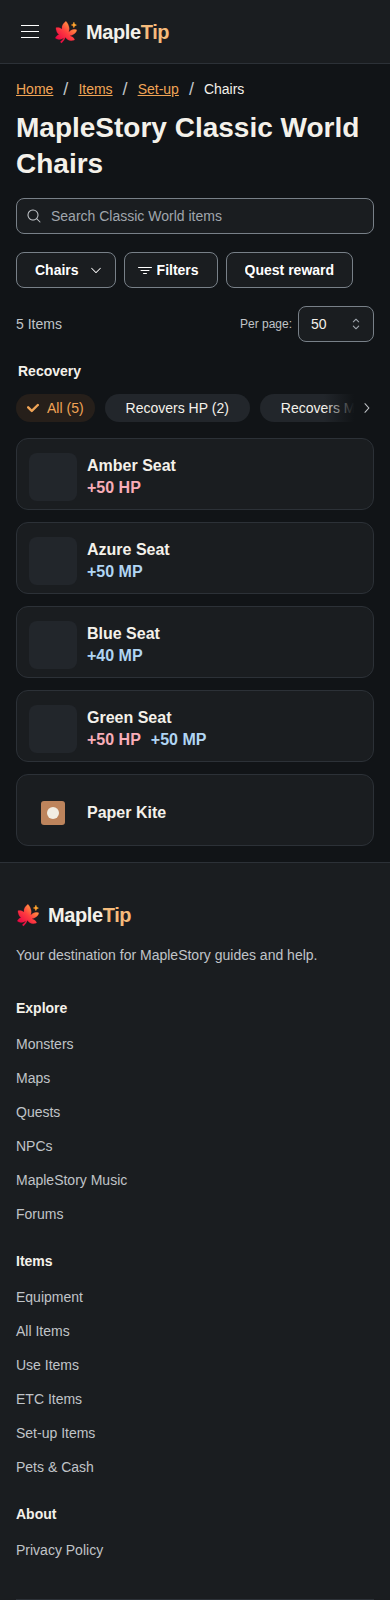 MapleTip
Home / Items / Set-up / Chairs
MapleStory Classic World
Chairs
Search Classic World items
Chairs Filters Quest reward
5 Items Per page: 50
Recovery
All (5) Recovers HP (2) Recovers
Amber Seat
+50 HP
Azure Seat
+50 MP
Blue Seat
+40 MP
Green Seat
+50 HP +50 MP
Paper Kite
MapleTip
Your destination for MapleStory guides and help.
Explore
Monsters
Maps
Quests
NPCs
MapleStory Music
Forums
Items
Equipment
All Items
Use Items
ETC Items
Set-up Items
Pets & Cash
About
Privacy Policy